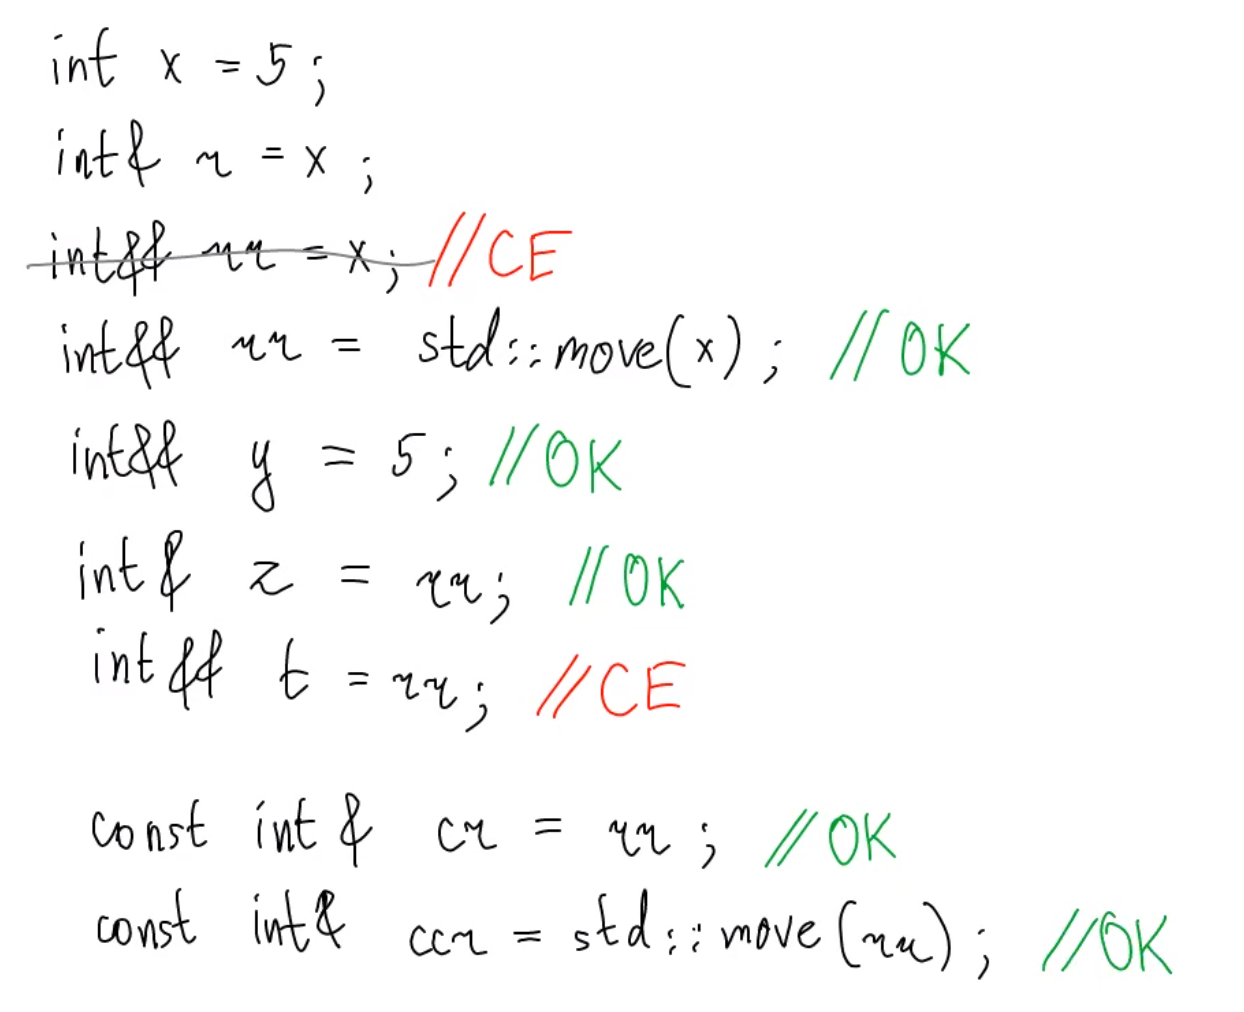 int x = 5;
int& r = x;
int&& rr = x; //CE
int&& rr = std::move(x); //OK
int&& y = 5; //OK
int& z = rr; //OK
int&& t = rr; //CE
const int& cr = rr; //OK
const int& ccr = std::move(rr); //OK